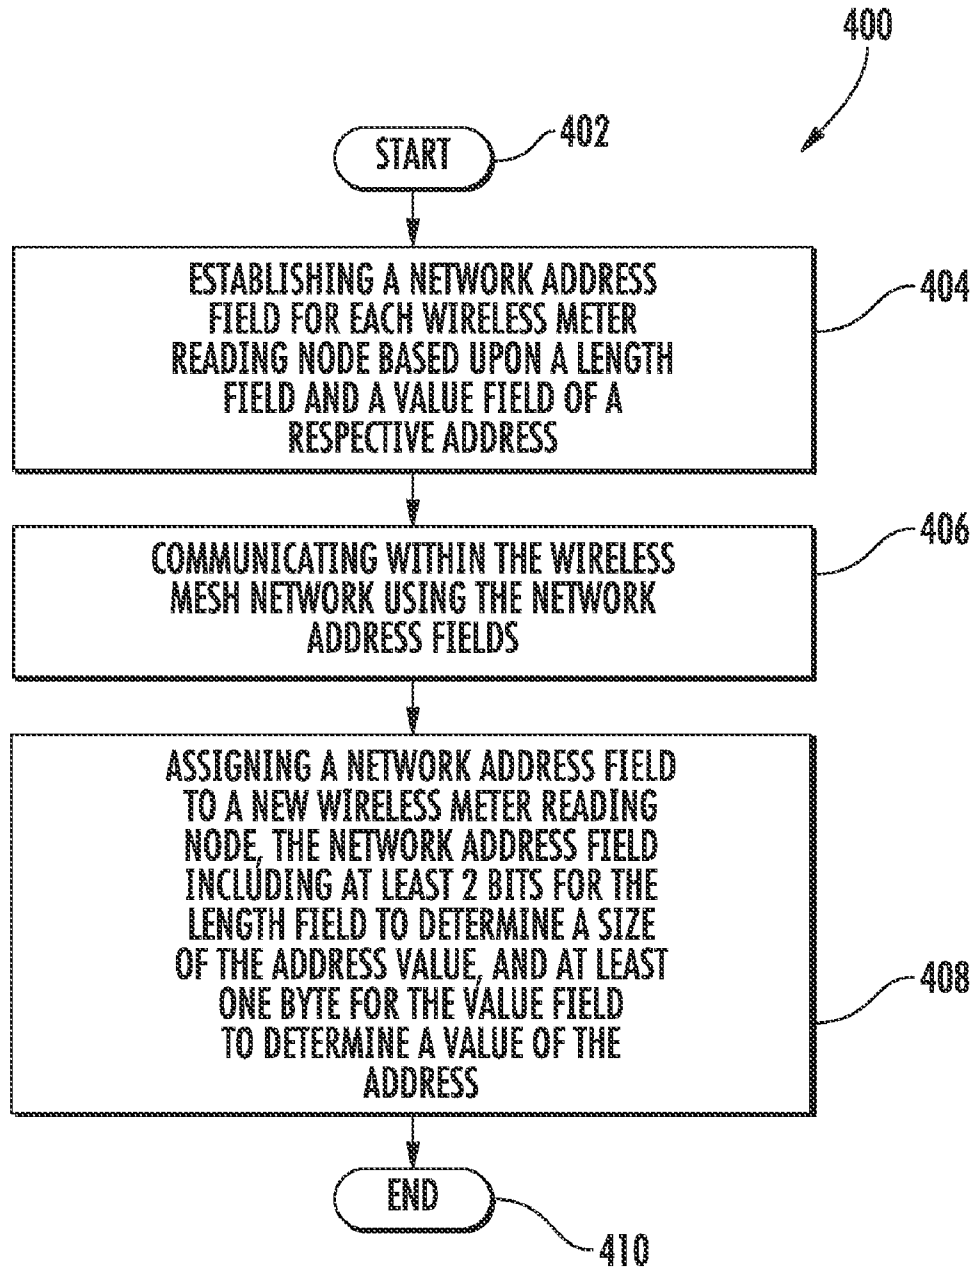 400
START
402
ESTABLISHING A NETWORK ADDRESS
FIELD FOR EACH WIRELESS METER
READING NODE BASED UPON A LENGTH
FIELD AND A VALUE FIELD OF A
RESPECTIVE ADDRESS
404
COMMUNICATING WITHIN THE WIRELESS
MESH NETWORK USING THE NETWORK
ADDRESS FIELDS
406
ASSIGNING A NETWORK ADDRESS FIELD
TO A NEW WIRELESS METER READING
NODE, THE NETWORK ADDRESS FIELD
INCLUDING AT LEAST 2 BITS FOR THE
LENGTH FIELD TO DETERMINE A SIZE
OF THE ADDRESS VALUE, AND AT LEAST
ONE BYTE FOR THE VALUE FIELD
TO DETERMINE A VALUE OF THE
ADDRESS
408
END
410